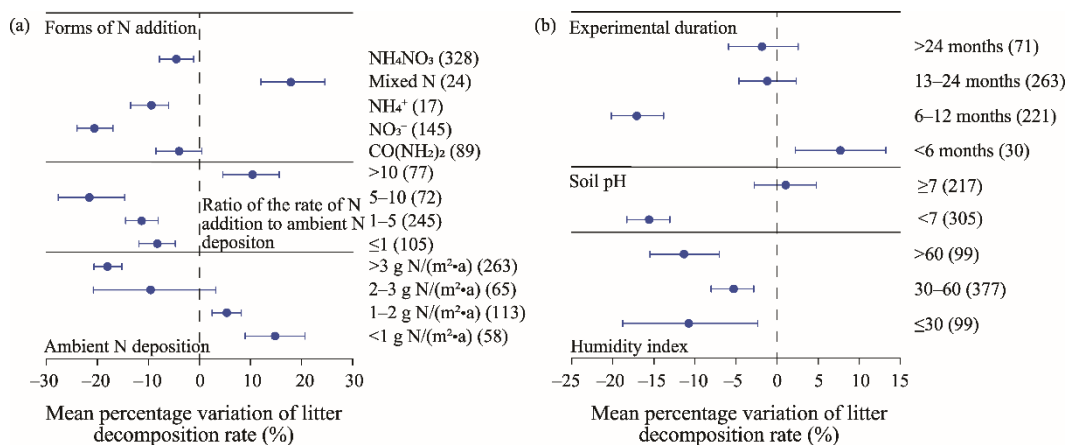 (a)
Forms of N addition
NH₄NO₃ (328)
Mixed N (24)
NH₄⁺ (17)
NO₃⁻ (145)
CO(NH₂)₂ (89)
>10 (77)
5–10 (72)
Ratio of the rate of N
addition to ambient N
depositon
1–5 (245)
≤1 (105)
>3 g N/(m²•a) (263)
2–3 g N/(m²•a) (65)
1–2 g N/(m²•a) (113)
<1 g N/(m²•a) (58)
Ambient N deposition
–30 –20 –10 0 10 20 30
Mean percentage variation of litter
decomposition rate (%)
(b)
Experimental duration
>24 months (71)
13–24 months (263)
6–12 months (221)
<6 months (30)
Soil pH
≥7 (217)
<7 (305)
>60 (99)
30–60 (377)
≤30 (99)
Humidity index
–25 –20 –15 –10 –5 0 5 10 15
Mean percentage variation of litter
decomposition rate (%)